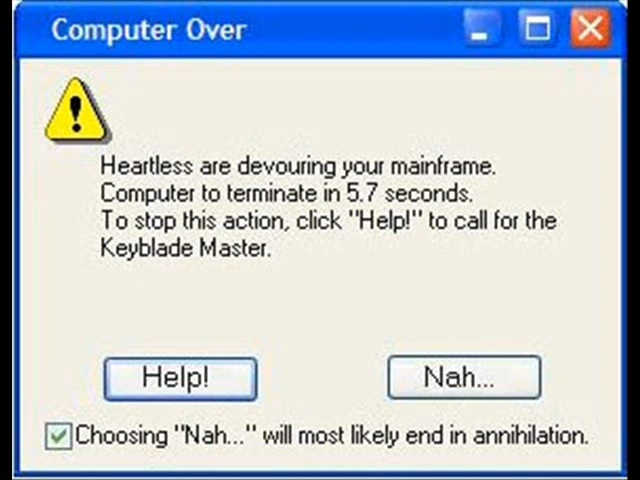 Computer Over
Heartless are devouring your mainframe.
Computer to terminate in 5.7 seconds.
To stop this action, click "Help!" to call for the
Keyblade Master.
Help!
Nah...
Choosing "Nah..." will most likely end in annihilation.